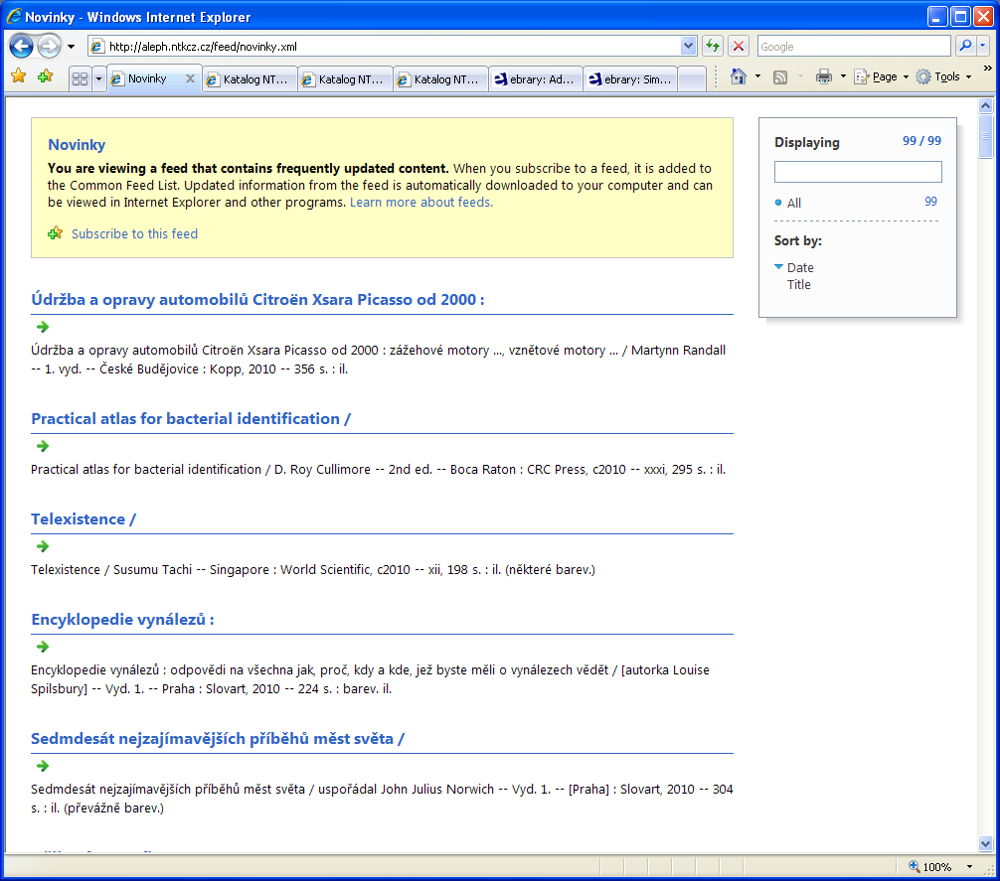 Novinky - Windows Internet Explorer
http://aleph.ntkcz.cz/feed/novinky.xml
Google
Novinky
Katalog NT...
Katalog NT...
Katalog NT...
ebrary: Ad...
ebrary: Sim...
Page
Tools
Novinky
You are viewing a feed that contains frequently updated content. When you subscribe to a feed, it is added to
the Common Feed List. Updated information from the feed is automatically downloaded to your computer and can
be viewed in Internet Explorer and other programs. Learn more about feeds.
Subscribe to this feed
Displaying 99 / 99
All 99
Sort by:
Date
Title
Údržba a opravy automobilů Citroën Xsara Picasso od 2000 :
Údržba a opravy automobilů Citroën Xsara Picasso od 2000 : zážehové motory ..., vznětové motory ... / Martynn Randall
-- 1. vyd. -- České Budějovice : Kopp, 2010 -- 356 s. : il.
Practical atlas for bacterial identification /
Practical atlas for bacterial identification / D. Roy Cullimore -- 2nd ed. -- Boca Raton : CRC Press, c2010 -- xxxi, 295 s. : il.
Telexistence /
Telexistence / Susumu Tachi -- Singapore : World Scientific, c2010 -- xii, 198 s. : il. (některé barev.)
Encyklopedie vynálezů :
Encyklopedie vynálezů : odpovědi na všechna jak, proč, kdy a kde, jež byste měli o vynálezech vědět / [autorka Louise
Spilsbury] -- Vyd. 1. -- Praha : Slovart, 2010 -- 224 s. : barev. il.
Sedmdesát nejzajímavějších příběhů měst světa /
Sedmdesát nejzajímavějších příběhů měst světa / uspořádal John Julius Norwich -- Vyd. 1. -- [Praha] : Slovart, 2010 -- 304
s. : il. (převážně barev.)
100%